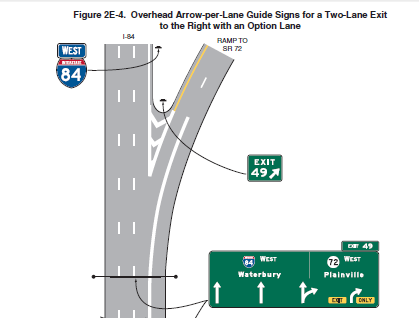 Figure 2E-4. Overhead Arrow-per-Lane Guide Signs for a Two-Lane Exit
to the Right with an Option Lane
I-84
RAMP TO
SR 72
WEST
INTERSTATE
84
EXIT
49
EXIT 49
84 WEST
Waterbury
72 WEST
Plainville
EXIT ONLY